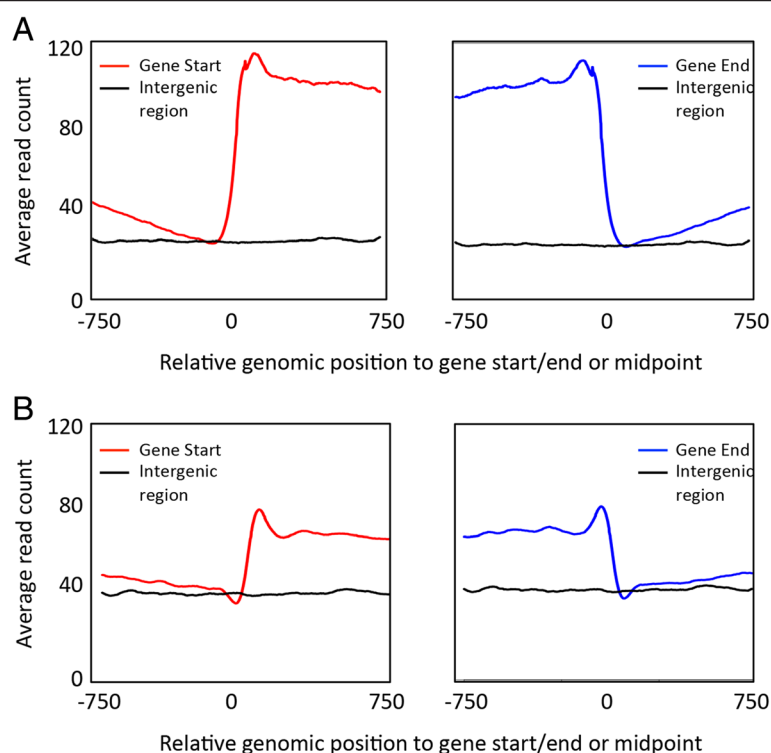 A
120
80
40
0
Average read count
Gene Start
Intergenic
region
-750 0 750
Gene End
Intergenic
region
-750 0 750
Relative genomic position to gene start/end or midpoint
B
120
80
40
0
Average read count
Gene Start
Intergenic
region
-750 0 750
Gene End
Intergenic
region
-750 0 750
Relative genomic position to gene start/end or midpoint